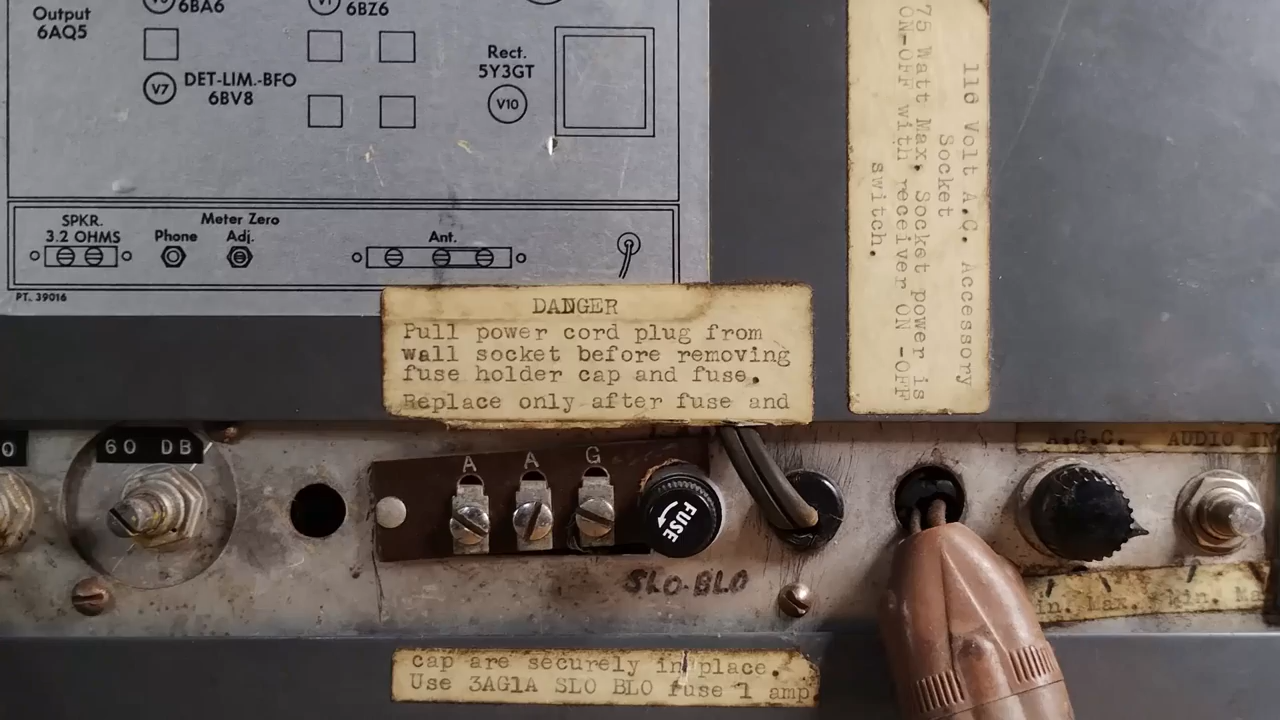 Output
6AQ5
6BA6
6BZ6
V7
DET-LIM.-BFO
6BV8
Rect.
5Y3GT
V10
SPKR.
3.2 OHMS
Phone
Meter Zero
Adj.
Ant.
PT. 39016
116 Volt A.C. Accessory
Socket
75 Watt Max. Socket power is
ON-OFF with receiver ON -OFF
switch.
DANGER
Pull power cord plug from
wall socket before removing
fuse holder cap and fuse.
Replace only after fuse and
60 DB
A A G
FUSE
SLO-BLO
A.G.C. AUDIO IN
Max. Min.
cap are securely in place.
Use 3AG1A SLO BLO fuse 1 amp